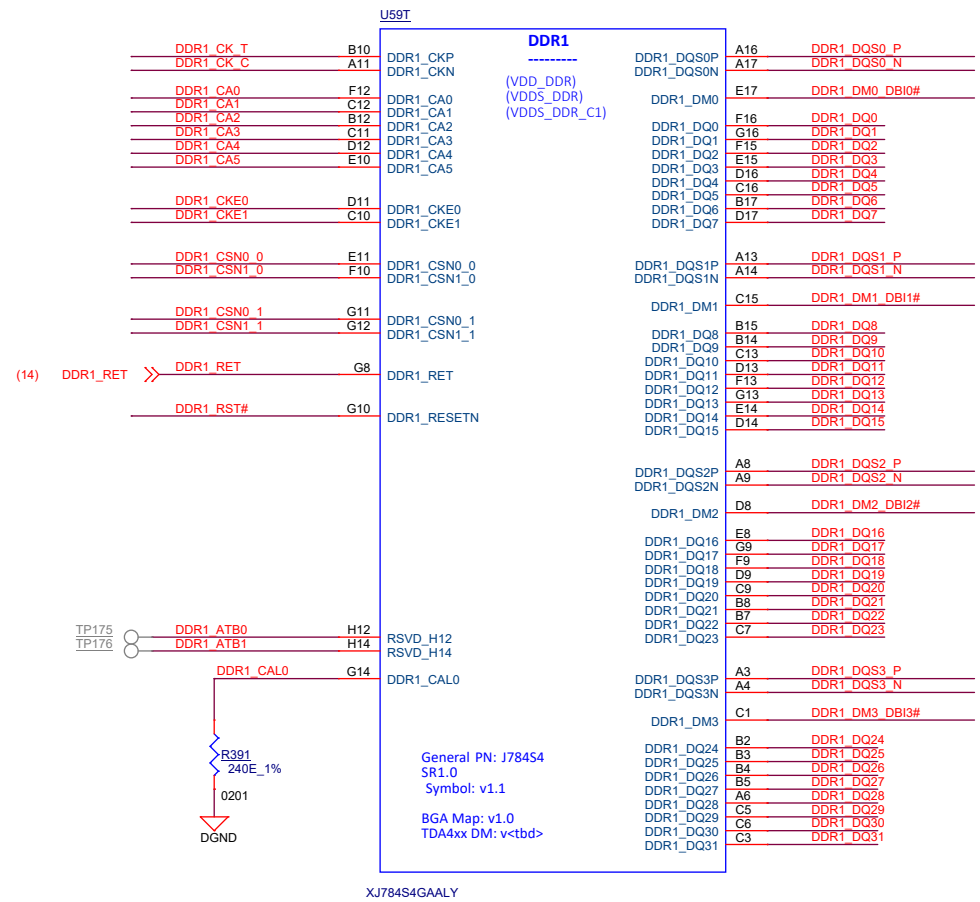 U59T
DDR1
---------
(VDD_DDR)
(VDDS_DDR)
(VDDS_DDR_C1)
DDR1_CK_T B10 DDR1_CKP
DDR1_CK_C A11 DDR1_CKN
DDR1_CA0 F12 DDR1_CA0
DDR1_CA1 C12 DDR1_CA1
DDR1_CA2 B12 DDR1_CA2
DDR1_CA3 C11 DDR1_CA3
DDR1_CA4 D12 DDR1_CA4
DDR1_CA5 E10 DDR1_CA5
DDR1_CKE0 D11 DDR1_CKE0
DDR1_CKE1 C10 DDR1_CKE1
DDR1_CSN0_0 E11 DDR1_CSN0_0
DDR1_CSN1_0 F10 DDR1_CSN1_0
DDR1_CSN0_1 G11 DDR1_CSN0_1
DDR1_CSN1_1 G12 DDR1_CSN1_1
(14) DDR1_RET DDR1_RET G8 DDR1_RET
DDR1_RST# G10 DDR1_RESETN
TP175 DDR1_ATB0 H12 RSVD_H12
TP176 DDR1_ATB1 H14 RSVD_H14
DDR1_CAL0 G14 DDR1_CAL0
R391
240E_1%
0201
DGND
DDR1_DQS0P A16 DDR1_DQS0_P
DDR1_DQS0N A17 DDR1_DQS0_N
DDR1_DM0 E17 DDR1_DM0_DBI0#
DDR1_DQ0 F16 DDR1_DQ0
DDR1_DQ1 G16 DDR1_DQ1
DDR1_DQ2 F15 DDR1_DQ2
DDR1_DQ3 E15 DDR1_DQ3
DDR1_DQ4 D16 DDR1_DQ4
DDR1_DQ5 C16 DDR1_DQ5
DDR1_DQ6 B17 DDR1_DQ6
DDR1_DQ7 D17 DDR1_DQ7
DDR1_DQS1P A13 DDR1_DQS1_P
DDR1_DQS1N A14 DDR1_DQS1_N
DDR1_DM1 C15 DDR1_DM1_DBI1#
DDR1_DQ8 B15 DDR1_DQ8
DDR1_DQ9 B14 DDR1_DQ9
DDR1_DQ10 C13 DDR1_DQ10
DDR1_DQ11 D13 DDR1_DQ11
DDR1_DQ12 F13 DDR1_DQ12
DDR1_DQ13 G13 DDR1_DQ13
DDR1_DQ14 E14 DDR1_DQ14
DDR1_DQ15 D14 DDR1_DQ15
DDR1_DQS2P A8 DDR1_DQS2_P
DDR1_DQS2N A9 DDR1_DQS2_N
DDR1_DM2 D8 DDR1_DM2_DBI2#
DDR1_DQ16 E8 DDR1_DQ16
DDR1_DQ17 G9 DDR1_DQ17
DDR1_DQ18 F9 DDR1_DQ18
DDR1_DQ19 D9 DDR1_DQ19
DDR1_DQ20 C9 DDR1_DQ20
DDR1_DQ21 B8 DDR1_DQ21
DDR1_DQ22 B7 DDR1_DQ22
DDR1_DQ23 C7 DDR1_DQ23
DDR1_DQS3P A3 DDR1_DQS3_P
DDR1_DQS3N A4 DDR1_DQS3_N
DDR1_DM3 C1 DDR1_DM3_DBI3#
DDR1_DQ24 B2 DDR1_DQ24
DDR1_DQ25 B3 DDR1_DQ25
DDR1_DQ26 B4 DDR1_DQ26
DDR1_DQ27 B5 DDR1_DQ27
DDR1_DQ28 A6 DDR1_DQ28
DDR1_DQ29 C5 DDR1_DQ29
DDR1_DQ30 C6 DDR1_DQ30
DDR1_DQ31 C3 DDR1_DQ31
General PN: J784S4
SR1.0
Symbol: v1.1
BGA Map: v1.0
TDA4xx DM: v<tbd>
XJ784S4GAALY